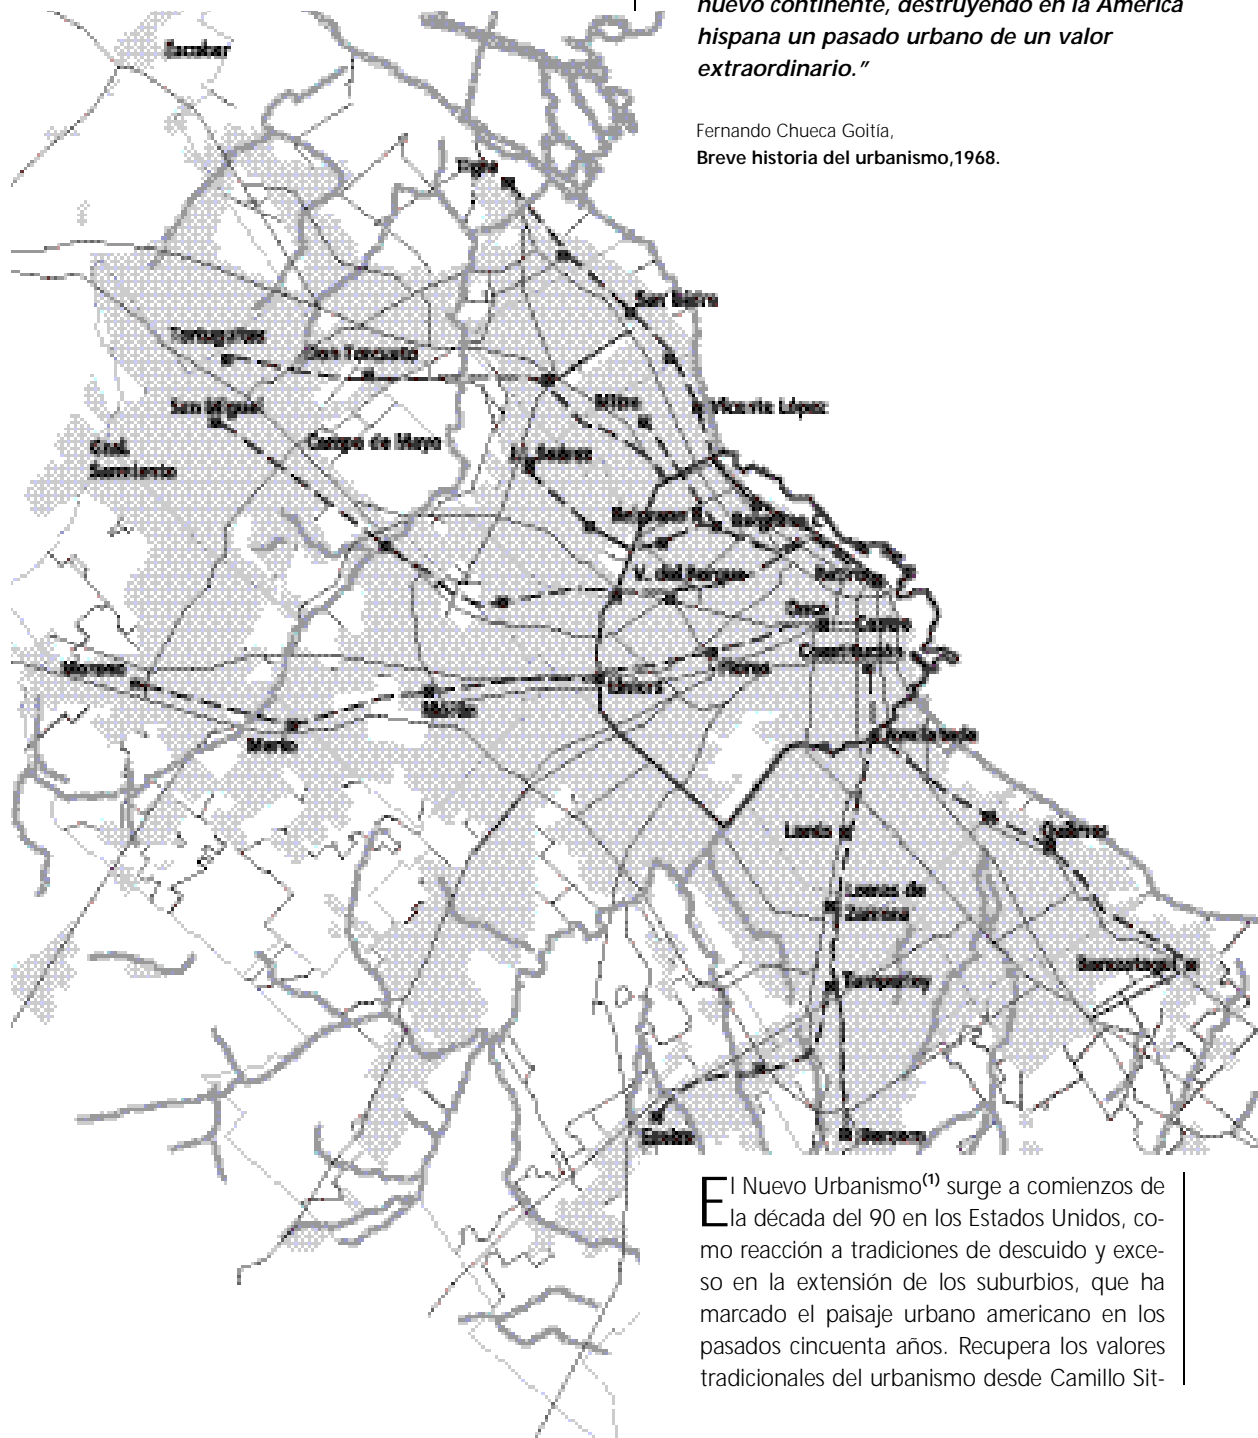 nuevo continente, destruyendo en la América
hispana un pasado urbano de un valor
extraordinario.”
Fernando Chueca Goitía,
Breve historia del urbanismo,1968.
Escobar
Tigre
San Isidro
Tortuguitas
Don Torcuato
San Miguel
Mitre
Vicente López
Gral.
Sarmiento
Campo de Mayo
J.L. Suárez
Belgrano R.
Belgrano C.
V. del Parque
Retiro
Once
Centro
Constitución
Moreno
Flores
Liniers
Morón
Merlo
Avellaneda
Lanús
Quilmes
Lomas de
Zamora
Berazategui
Temperley
Ezeiza
Berzem
El Nuevo Urbanismo(1) surge a comienzos de
la década del 90 en los Estados Unidos, co-
mo reacción a tradiciones de descuido y exce-
so en la extensión de los suburbios, que ha
marcado el paisaje urbano americano en los
pasados cincuenta años. Recupera los valores
tradicionales del urbanismo desde Camillo Sit-